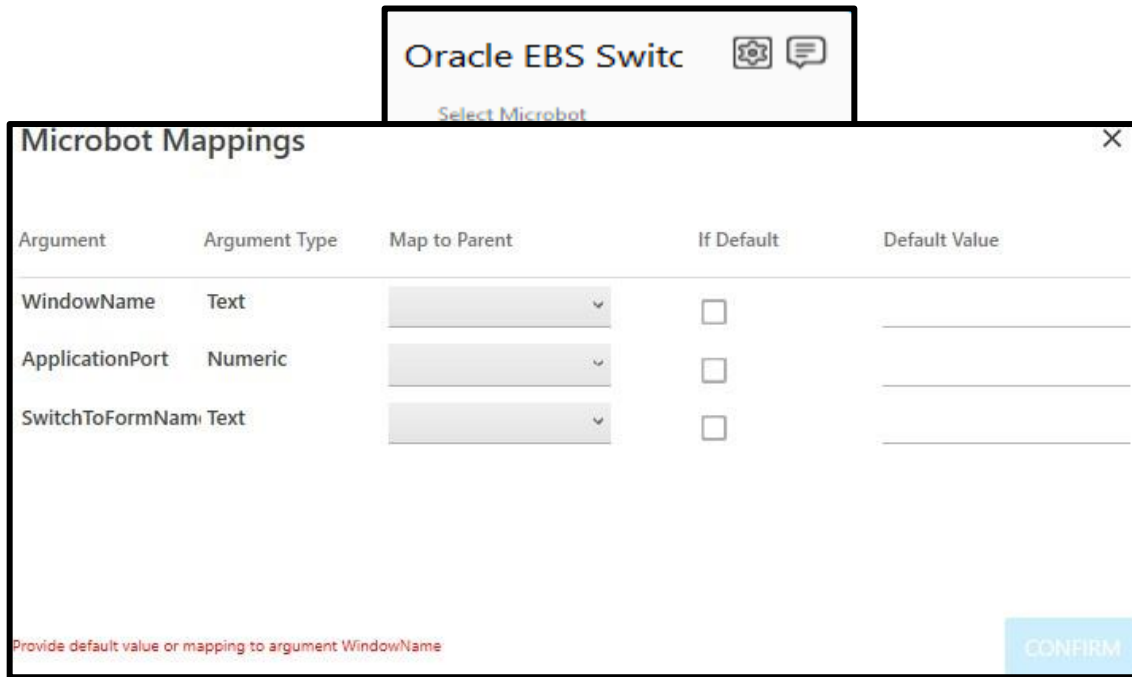 Oracle EBS Switc
Select Microbot
Microbot Mappings
Argument Argument Type Map to Parent If Default Default Value
WindowName Text
ApplicationPort Numeric
SwitchToFormNam Text
Provide default value or mapping to argument WindowName
CONFIRM